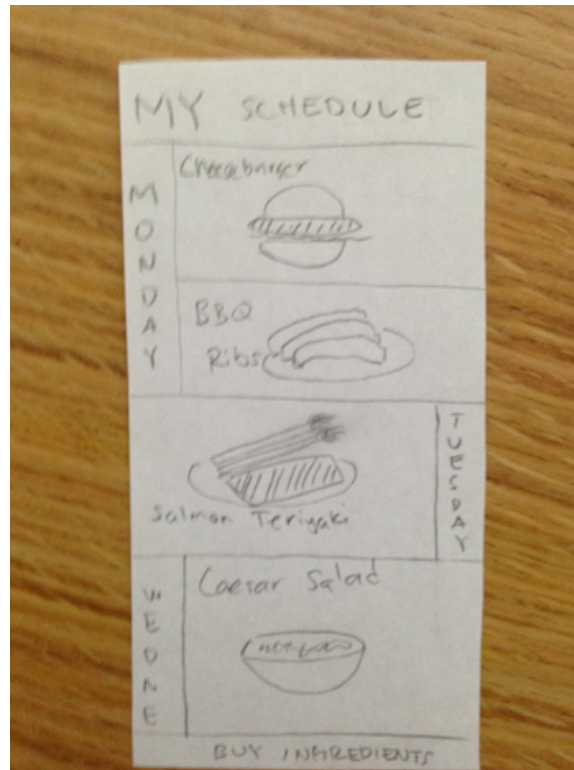 MY SCHEDULE
MONDAY
Cheeseburger
BBQ
Ribs
TUESDAY
Salmon Teriyaki
WEDNE
Caesar Salad
BUY INGREDIENTS